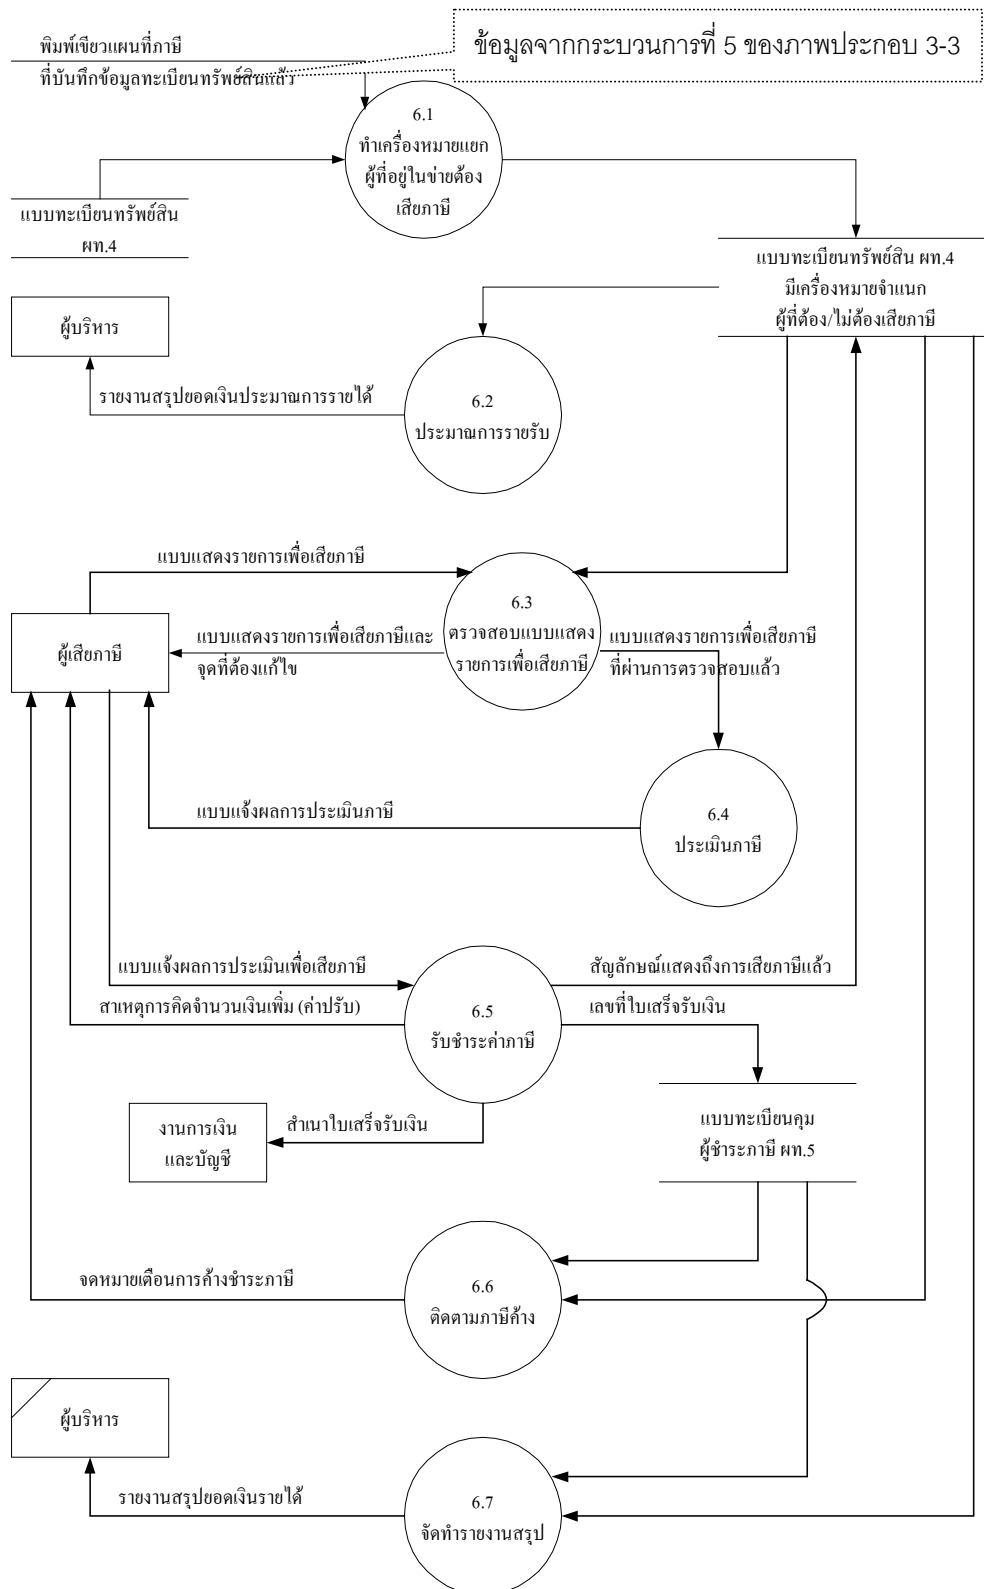 พิมพ์เขียวแผนที่ภาษี
ที่บันทึกข้อมูลทะเบียนทรัพย์สินแล้ว
ข้อมูลจากกระบวนการที่ 5 ของภาพประกอบ 3-3
6.1
ทำเครื่องหมายแยก
ผู้ที่อยู่ในข่ายต้อง
เสียภาษี
แบบทะเบียนทรัพย์สิน
ผท.4
แบบทะเบียนทรัพย์สิน ผท.4
มีเครื่องหมายจำแนก
ผู้ที่ต้อง/ไม่ต้องเสียภาษี
ผู้บริหาร
รายงานสรุปยอดเงินประมาณการรายได้
6.2
ประมาณการรายรับ
แบบแสดงรายการเพื่อเสียภาษี
ผู้เสียภาษี
แบบแสดงรายการเพื่อเสียภาษีและ
จุดที่ต้องแก้ไข
6.3
ตรวจสอบแบบแสดง
รายการเพื่อเสียภาษี
แบบแสดงรายการเพื่อเสียภาษี
ที่ผ่านการตรวจสอบแล้ว
แบบแจ้งผลการประเมินภาษี
6.4
ประเมินภาษี
แบบแจ้งผลการประเมินเพื่อเสียภาษี
สาเหตุการคิดจำนวนเงินเพิ่ม (ค่าปรับ)
6.5
รับชำระค่าภาษี
สัญลักษณ์แสดงถึงการเสียภาษีแล้ว
เลขที่ใบเสร็จรับเงิน
งานการเงิน
และบัญชี
สำเนาใบเสร็จรับเงิน
แบบทะเบียนคุม
ผู้ชำระภาษี ผท.5
จดหมายเตือนการค้างชำระภาษี
6.6
ติดตามภาษีค้าง
ผู้บริหาร
รายงานสรุปยอดเงินรายได้
6.7
จัดทำรายงานสรุป